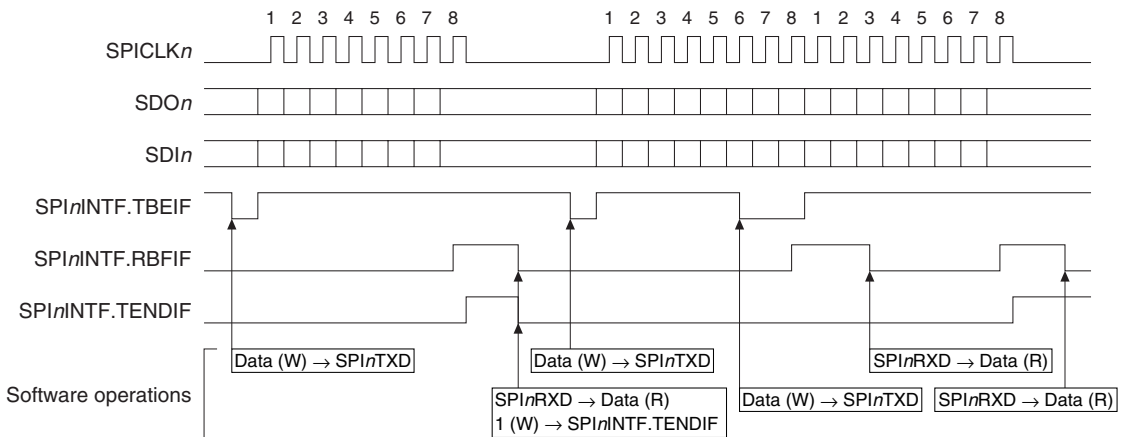 1 2 3 4 5 6 7 8 1 2 3 4 5 6 7 8 1 2 3 4 5 6 7 8
SPICLKn
SDOn
SDIn
SPInINTF.TBEIF
SPInINTF.RBFIF
SPInINTF.TENDIF
Software operations
Data (W) → SPInTXD
Data (W) → SPInTXD
SPInRXD → Data (R)
SPInRXD → Data (R)
1 (W) → SPInINTF.TENDIF
Data (W) → SPInTXD
SPInRXD → Data (R)